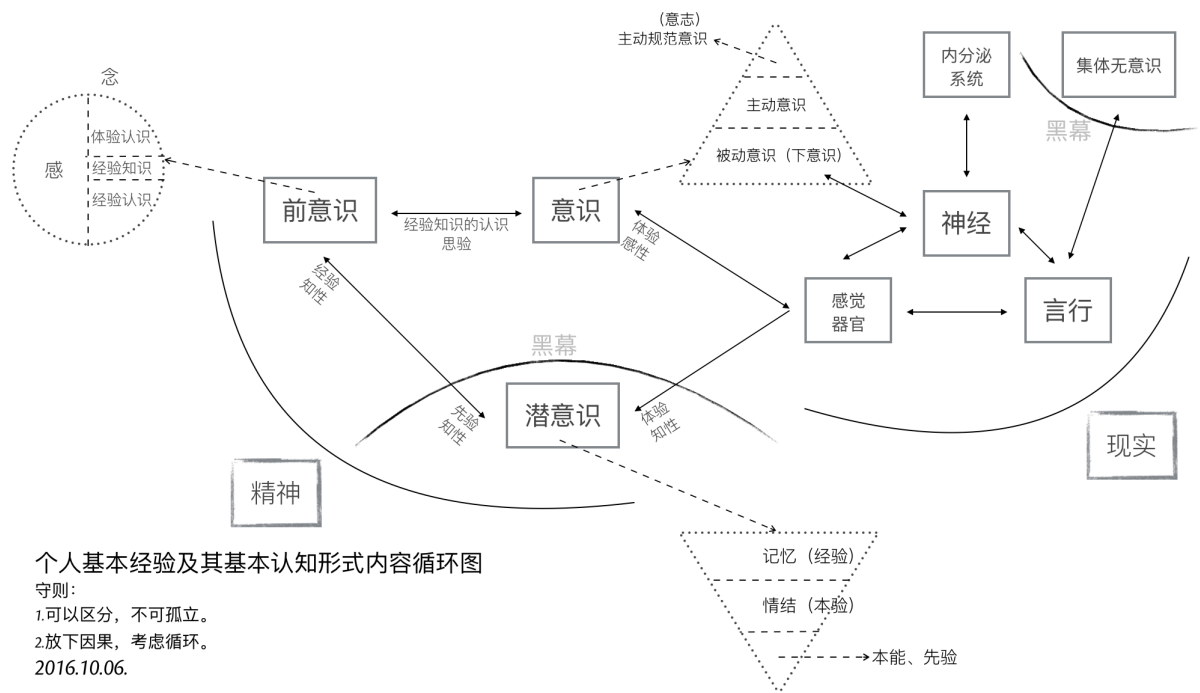 (意志)
主动规范意识
主动意识
被动意识（下意识）
内分泌
系统
集体无意识
黑幕
念
感
体验认识
经验知识
经验认识
前意识
经验知识的认识
思验
意识
体验
感性
神经
感觉
器官
言行
经验
知性
黑幕
先验
知性
潜意识
体验
知性
现实
精神
记忆（经验）
情结（本验）
本能、先验
个人基本经验及其基本认知形式内容循环图
守则：
1.可以区分，不可孤立。
2.放下因果，考虑循环。
2016.10.06.